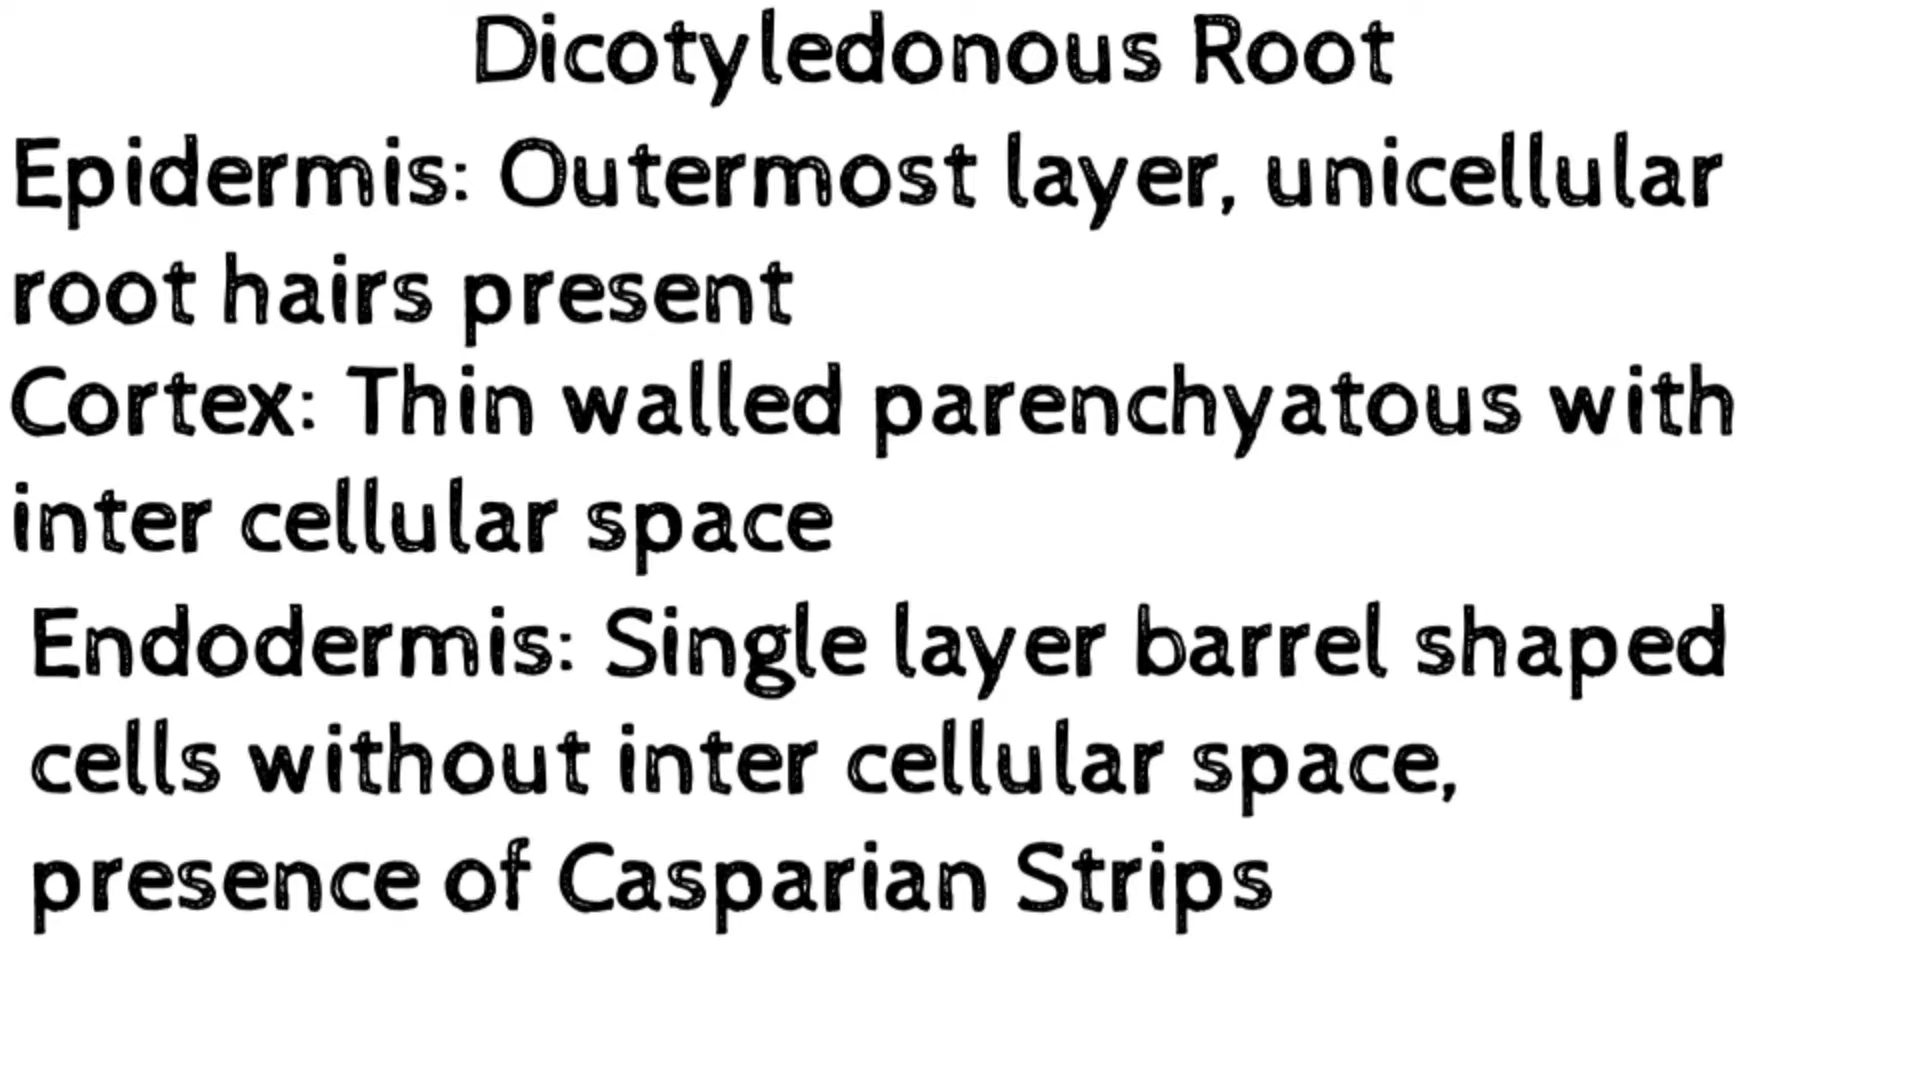 Dicotyledonous Root
Epidermis: Outermost layer, unicellular
root hairs present
Cortex: Thin walled parenchyatous with
inter cellular space
Endodermis: Single layer barrel shaped
cells without inter cellular space,
presence of Casparian Strips